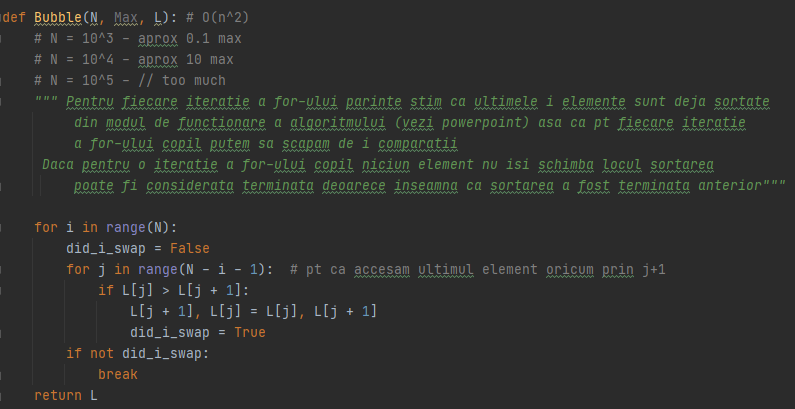 def Bubble(N, Max, L): # O(n^2)
# N = 10^3 - aprox 0.1 max
# N = 10^4 - aprox 10 max
# N = 10^5 - // too much
""" Pentru fiecare iteratie a for-ului parinte stim ca ultimele i elemente sunt deja sortate
din modul de functionare a algoritmului (vezi powerpoint) asa ca pt fiecare iteratie
a for-ului copil putem sa scapam de i comparatii
Daca pentru o iteratie a for-ului copil niciun element nu isi schimba locul sortarea
poate fi considerata terminata deoarece inseamna ca sortarea a fost terminata anterior"""
for i in range(N):
did_i_swap = False
for j in range(N - i - 1): # pt ca accesam ultimul element oricum prin j+1
if L[j] > L[j + 1]:
L[j + 1], L[j] = L[j], L[j + 1]
did_i_swap = True
if not did_i_swap:
break
return L